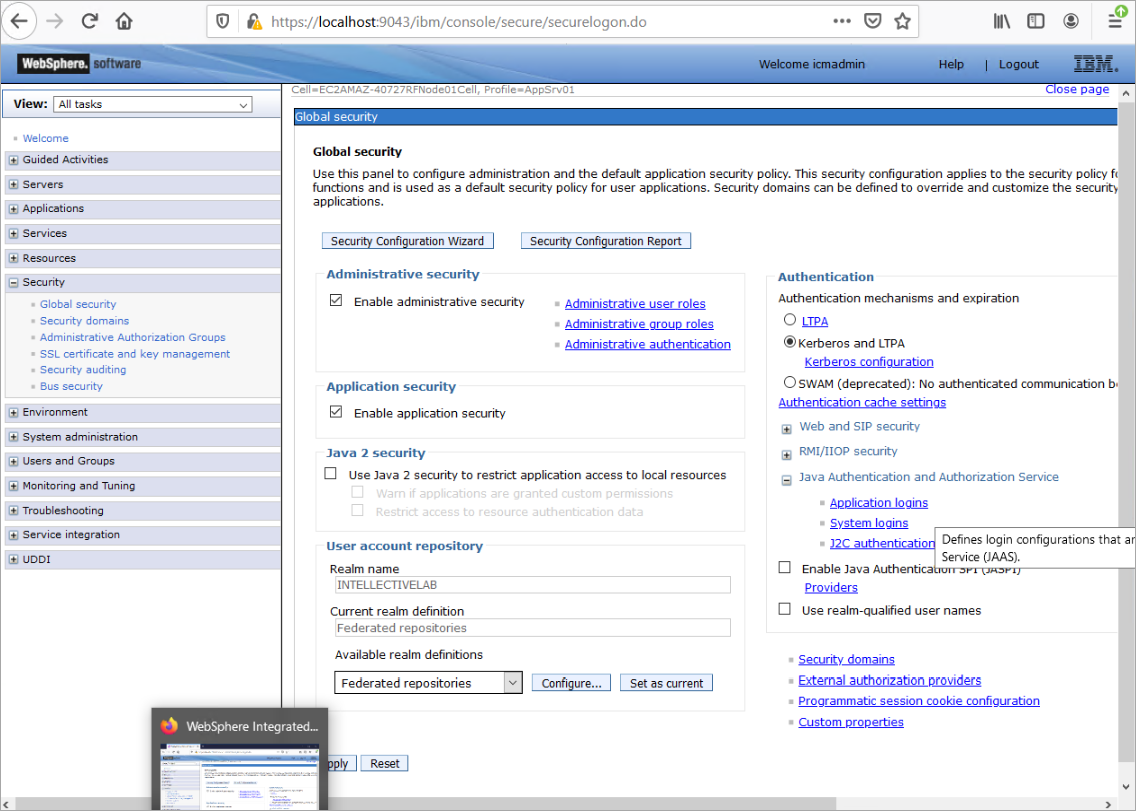 https://localhost:9043/ibm/console/secure/securelogon.do
WebSphere. software
Welcome icmadmin
Help | Logout
IBM.
View: All tasks
Welcome
Guided Activities
Servers
Applications
Services
Resources
Security
Global security
Security domains
Administrative Authorization Groups
SSL certificate and key management
Security auditing
Bus security
Environment
System administration
Users and Groups
Monitoring and Tuning
Troubleshooting
Service integration
UDDI
Cell=EC2AMAZ-40727RFNode01Cell, Profile=AppSrv01
Close page
Global security
Global security
Use this panel to configure administration and the default application security policy. This security configuration applies to the security policy
functions and is used as a default security policy for user applications. Security domains can be defined to override and customize the security
applications.
Security Configuration Wizard
Security Configuration Report
Administrative security
Enable administrative security
Administrative user roles
Administrative group roles
Administrative authentication
Application security
Enable application security
Java 2 security
Use Java 2 security to restrict application access to local resources
Warn if applications are granted custom permissions
Restrict access to resource authentication data
User account repository
Realm name
INTELLECTIVELAB
Current realm definition
Federated repositories
Available realm definitions
Federated repositories
Configure...
Set as current
pply
Reset
WebSphere Integrated...
Authentication
Authentication mechanisms and expiration
LTPA
Kerberos and LTPA
Kerberos configuration
SWAM (deprecated): No authenticated communication b
Authentication cache settings
Web and SIP security
RMI/IIOP security
Java Authentication and Authorization Service
Application logins
System logins
J2C authentication
Defines login configurations that ar
Service (JAAS).
Enable Java Authentication SPI (JASPI)
Providers
Use realm-qualified user names
Security domains
External authorization providers
Programmatic session cookie configuration
Custom properties